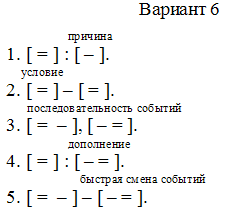 Вариант 6
причина
1. [ = ] : [ – ].
условие
2. [ = ] – [ = ].
последовательность событий
3. [ = – ], [ – = ].
дополнение
4. [ = ] : [ – = ].
быстрая смена событий
5. [ = – ] – [ – = ].